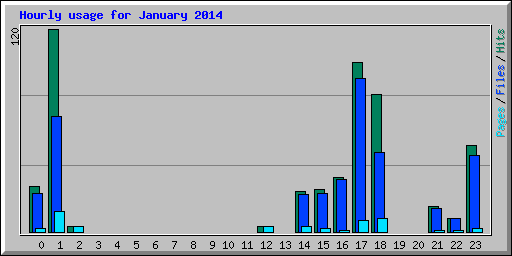 Hourly usage for January 2014
120
Pages/Files/Hits
0 1 2 3 4 5 6 7 8 9 10 11 12 13 14 15 16 17 18 19 20 21 22 23